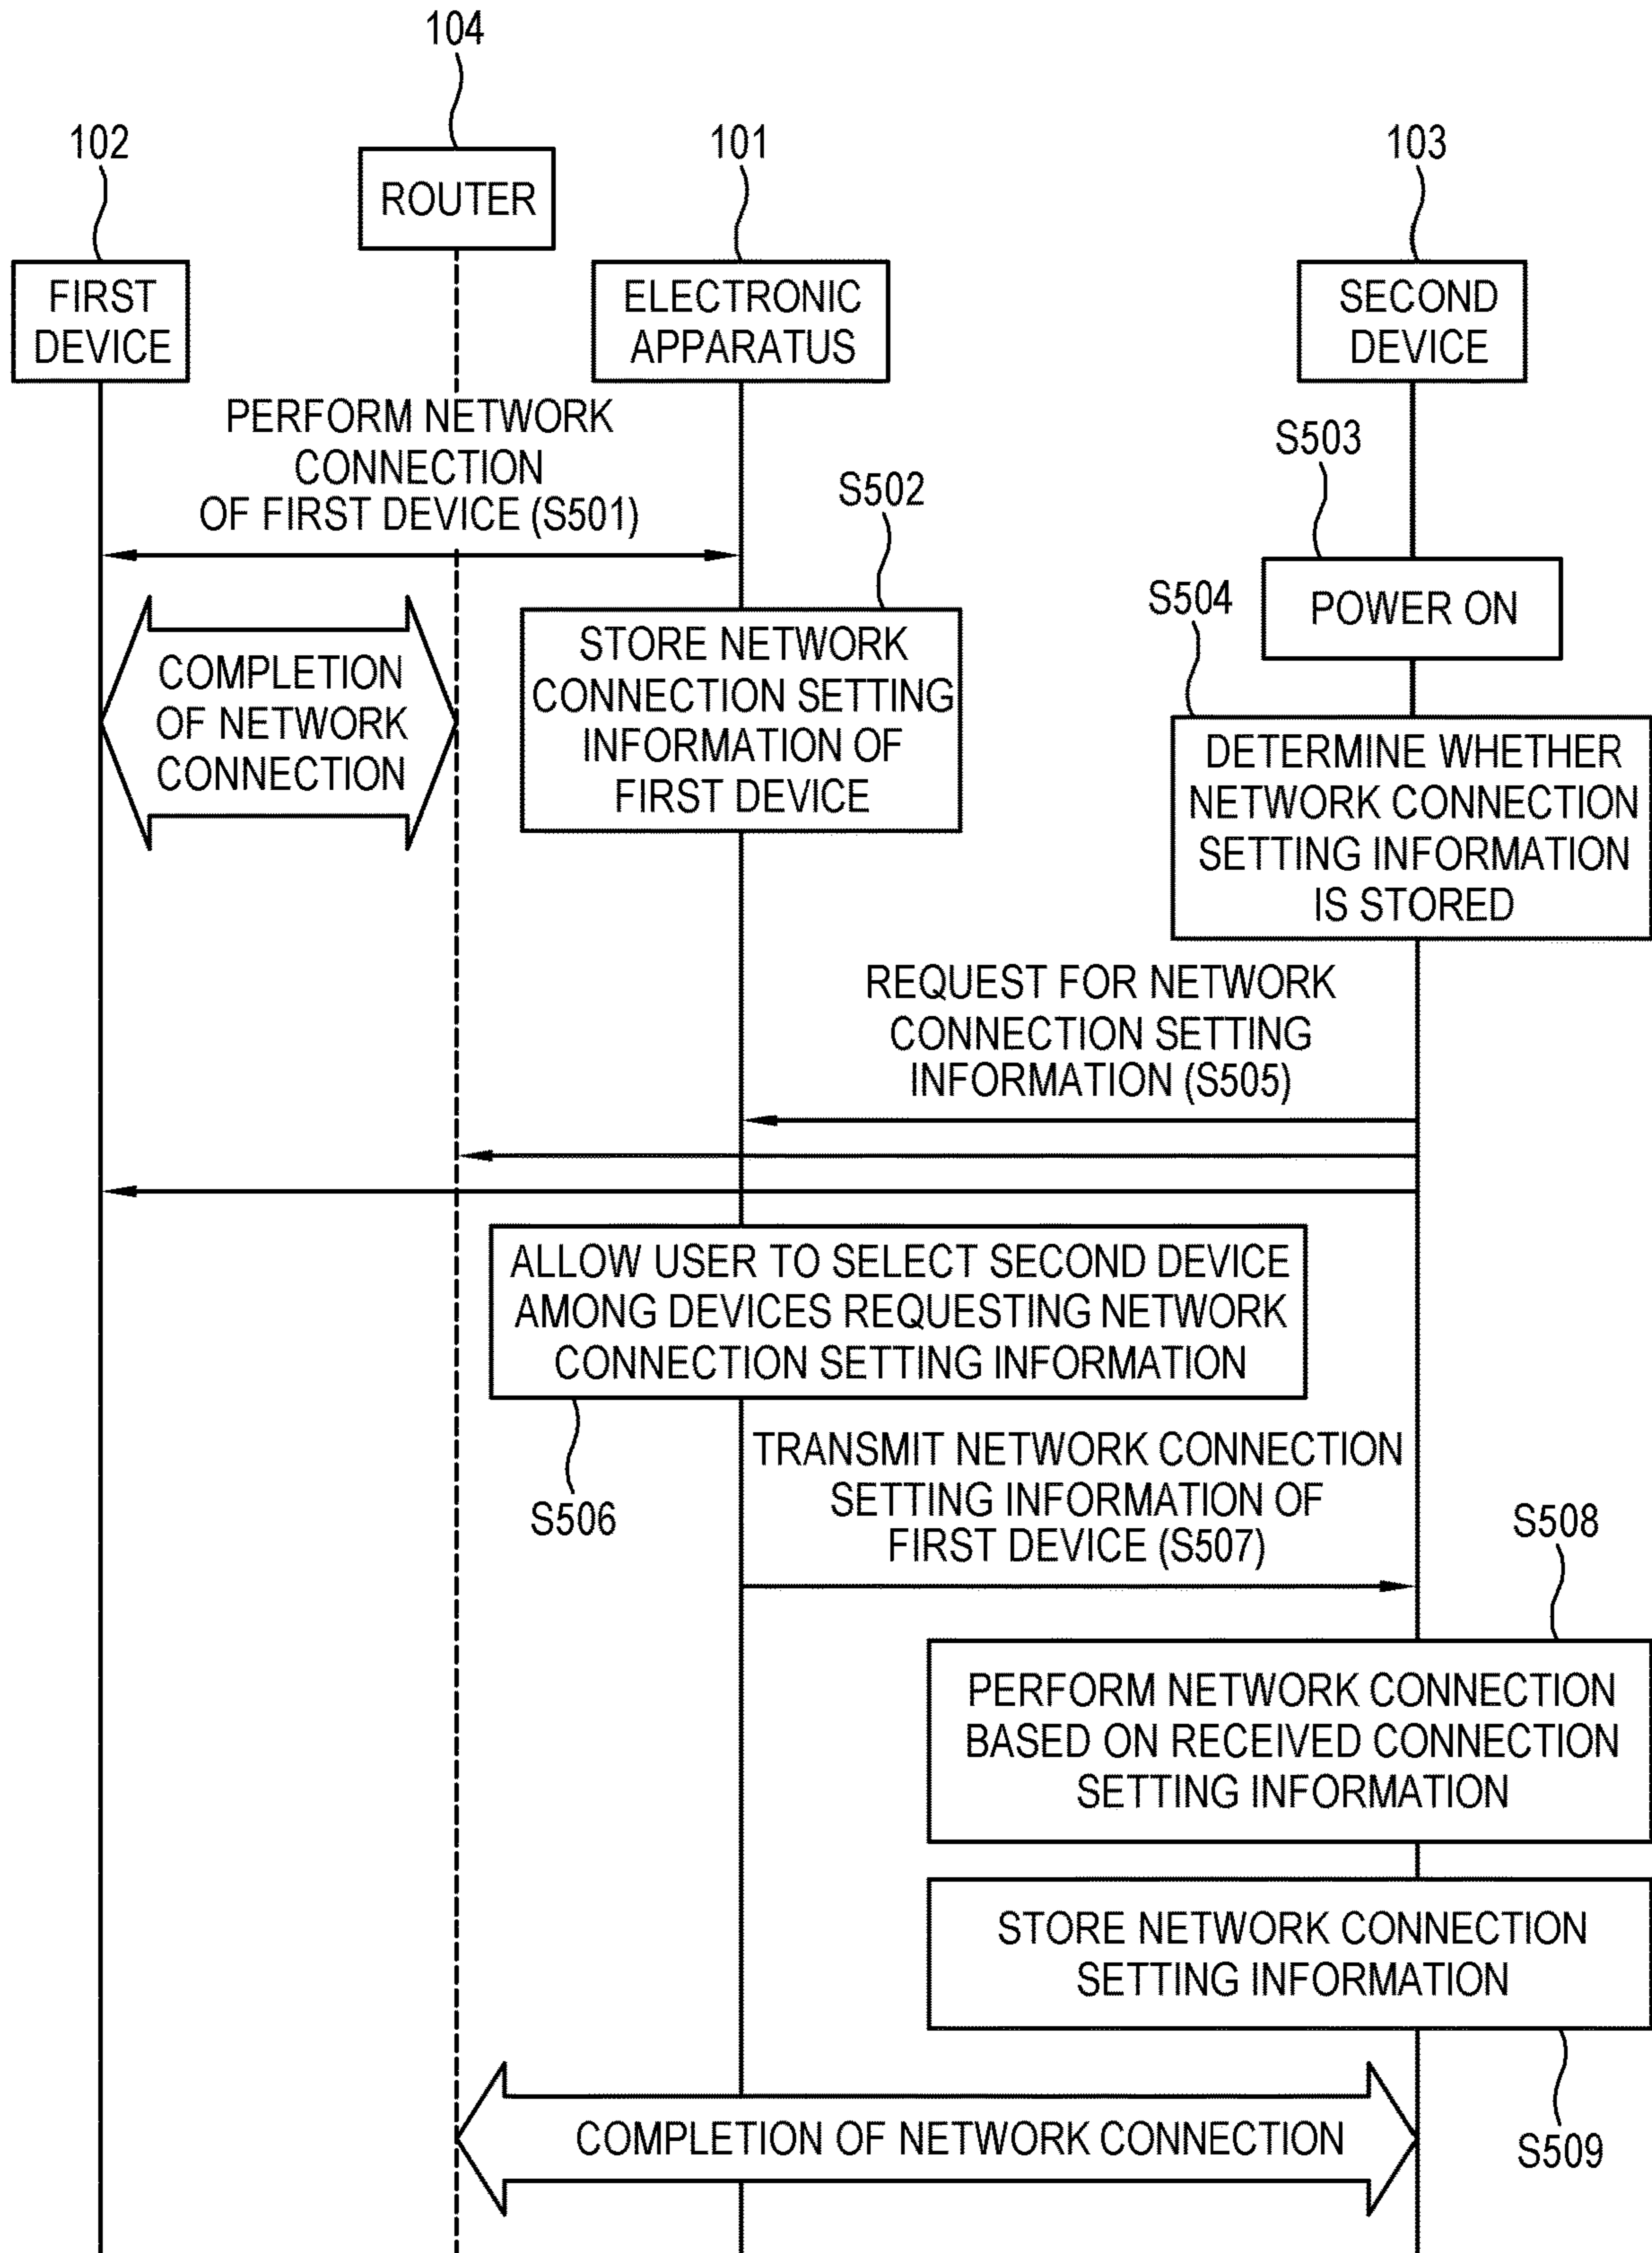 104
102
101
103
ROUTER
FIRST
DEVICE
ELECTRONIC
APPARATUS
SECOND
DEVICE
PERFORM NETWORK
CONNECTION
OF FIRST DEVICE (S501)
S502
S503
S504
POWER ON
COMPLETION
OF NETWORK
CONNECTION
STORE NETWORK
CONNECTION SETTING
INFORMATION OF
FIRST DEVICE
DETERMINE WHETHER
NETWORK CONNECTION
SETTING INFORMATION
IS STORED
REQUEST FOR NETWORK
CONNECTION SETTING
INFORMATION (S505)
ALLOW USER TO SELECT SECOND DEVICE
AMONG DEVICES REQUESTING NETWORK
CONNECTION SETTING INFORMATION
S506
TRANSMIT NETWORK CONNECTION
SETTING INFORMATION OF
FIRST DEVICE (S507)
S508
PERFORM NETWORK CONNECTION
BASED ON RECEIVED CONNECTION
SETTING INFORMATION
STORE NETWORK CONNECTION
SETTING INFORMATION
S509
COMPLETION OF NETWORK CONNECTION